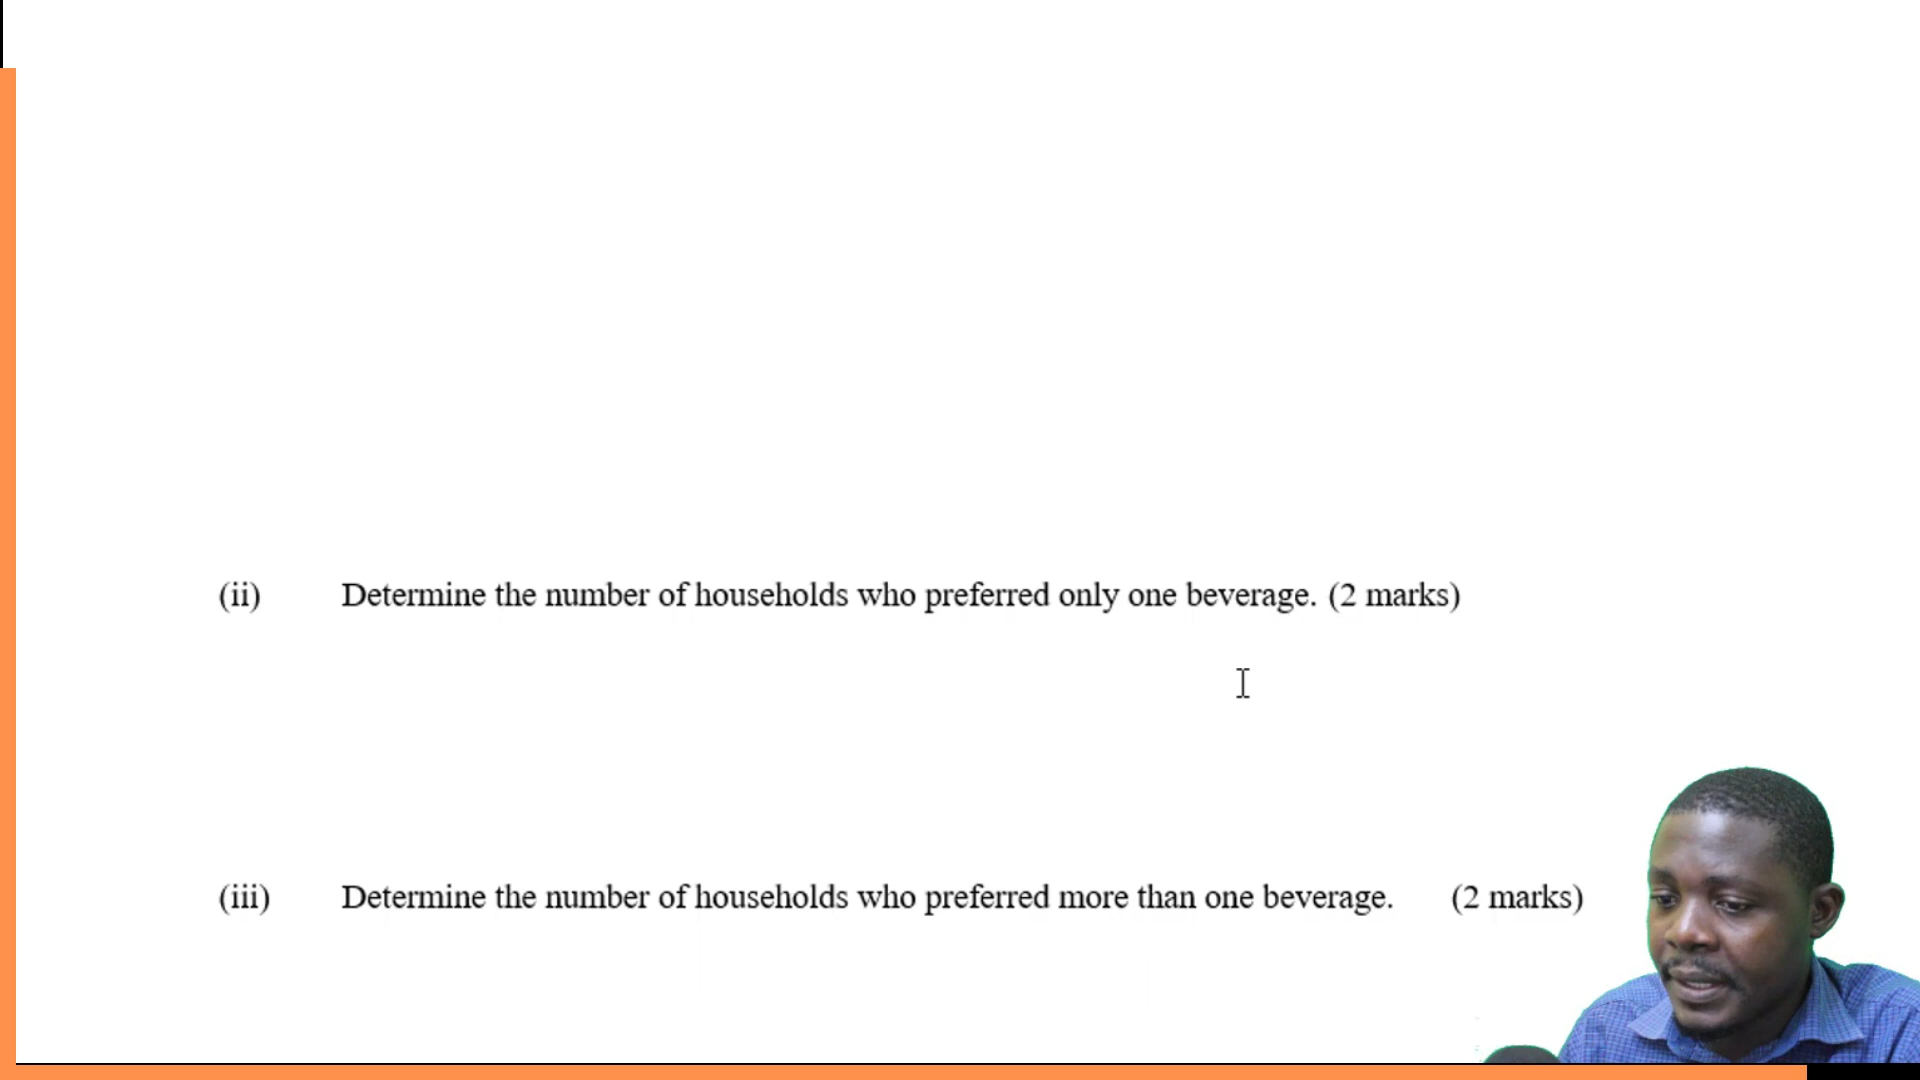 (ii) Determine the number of households who preferred only one beverage. (2 marks)
(iii) Determine the number of households who preferred more than one beverage. (2 marks)